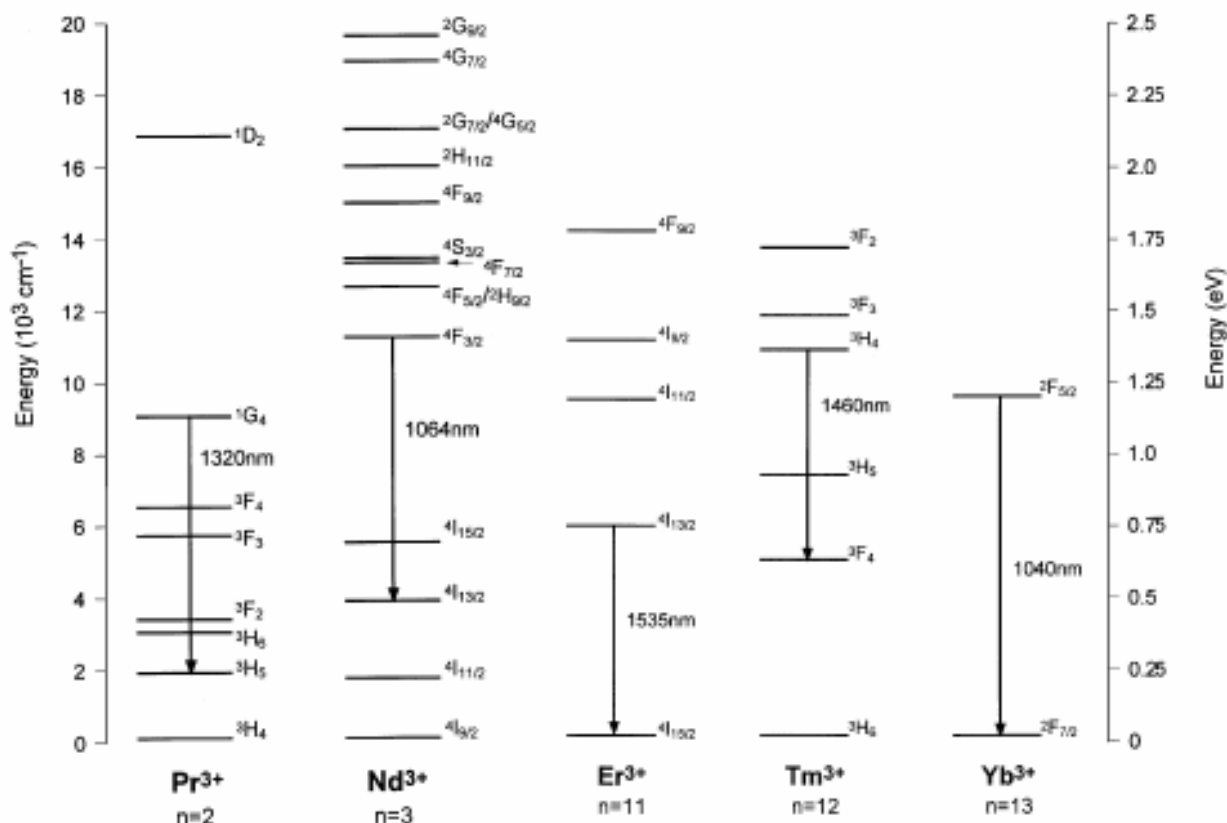 Energy (10³ cm⁻¹)
20
18
16
14
12
10
8
6
4
2
0
¹D₂
¹G₄
1320nm
³F₄
³F₃
³F₂
³H₆
³H₅
³H₄
Pr³⁺
n=2
²G₉/₂
⁴G₇/₂
²G₇/₂/⁴G₅/₂
²H₁₁/₂
⁴F₉/₂
⁴S₃/₂
⁴F₇/₂
⁴F₅/₂/²H₉/₂
⁴F₃/₂
1064nm
⁴I₁₅/₂
⁴I₁₃/₂
⁴I₁₁/₂
⁴I₉/₂
Nd³⁺
n=3
⁴F₉/₂
⁴I₉/₂
⁴I₁₁/₂
⁴I₁₃/₂
1535nm
⁴I₁₅/₂
Er³⁺
n=11
³F₂
³F₃
³H₄
1460nm
³H₅
³F₄
³H₆
Tm³⁺
n=12
²F₅/₂
1040nm
²F₇/₂
Yb³⁺
n=13
2.5
2.25
2.0
1.75
1.50
1.25
1.20
1.0
0.75
0.5
0.25
0
Energy (eV)